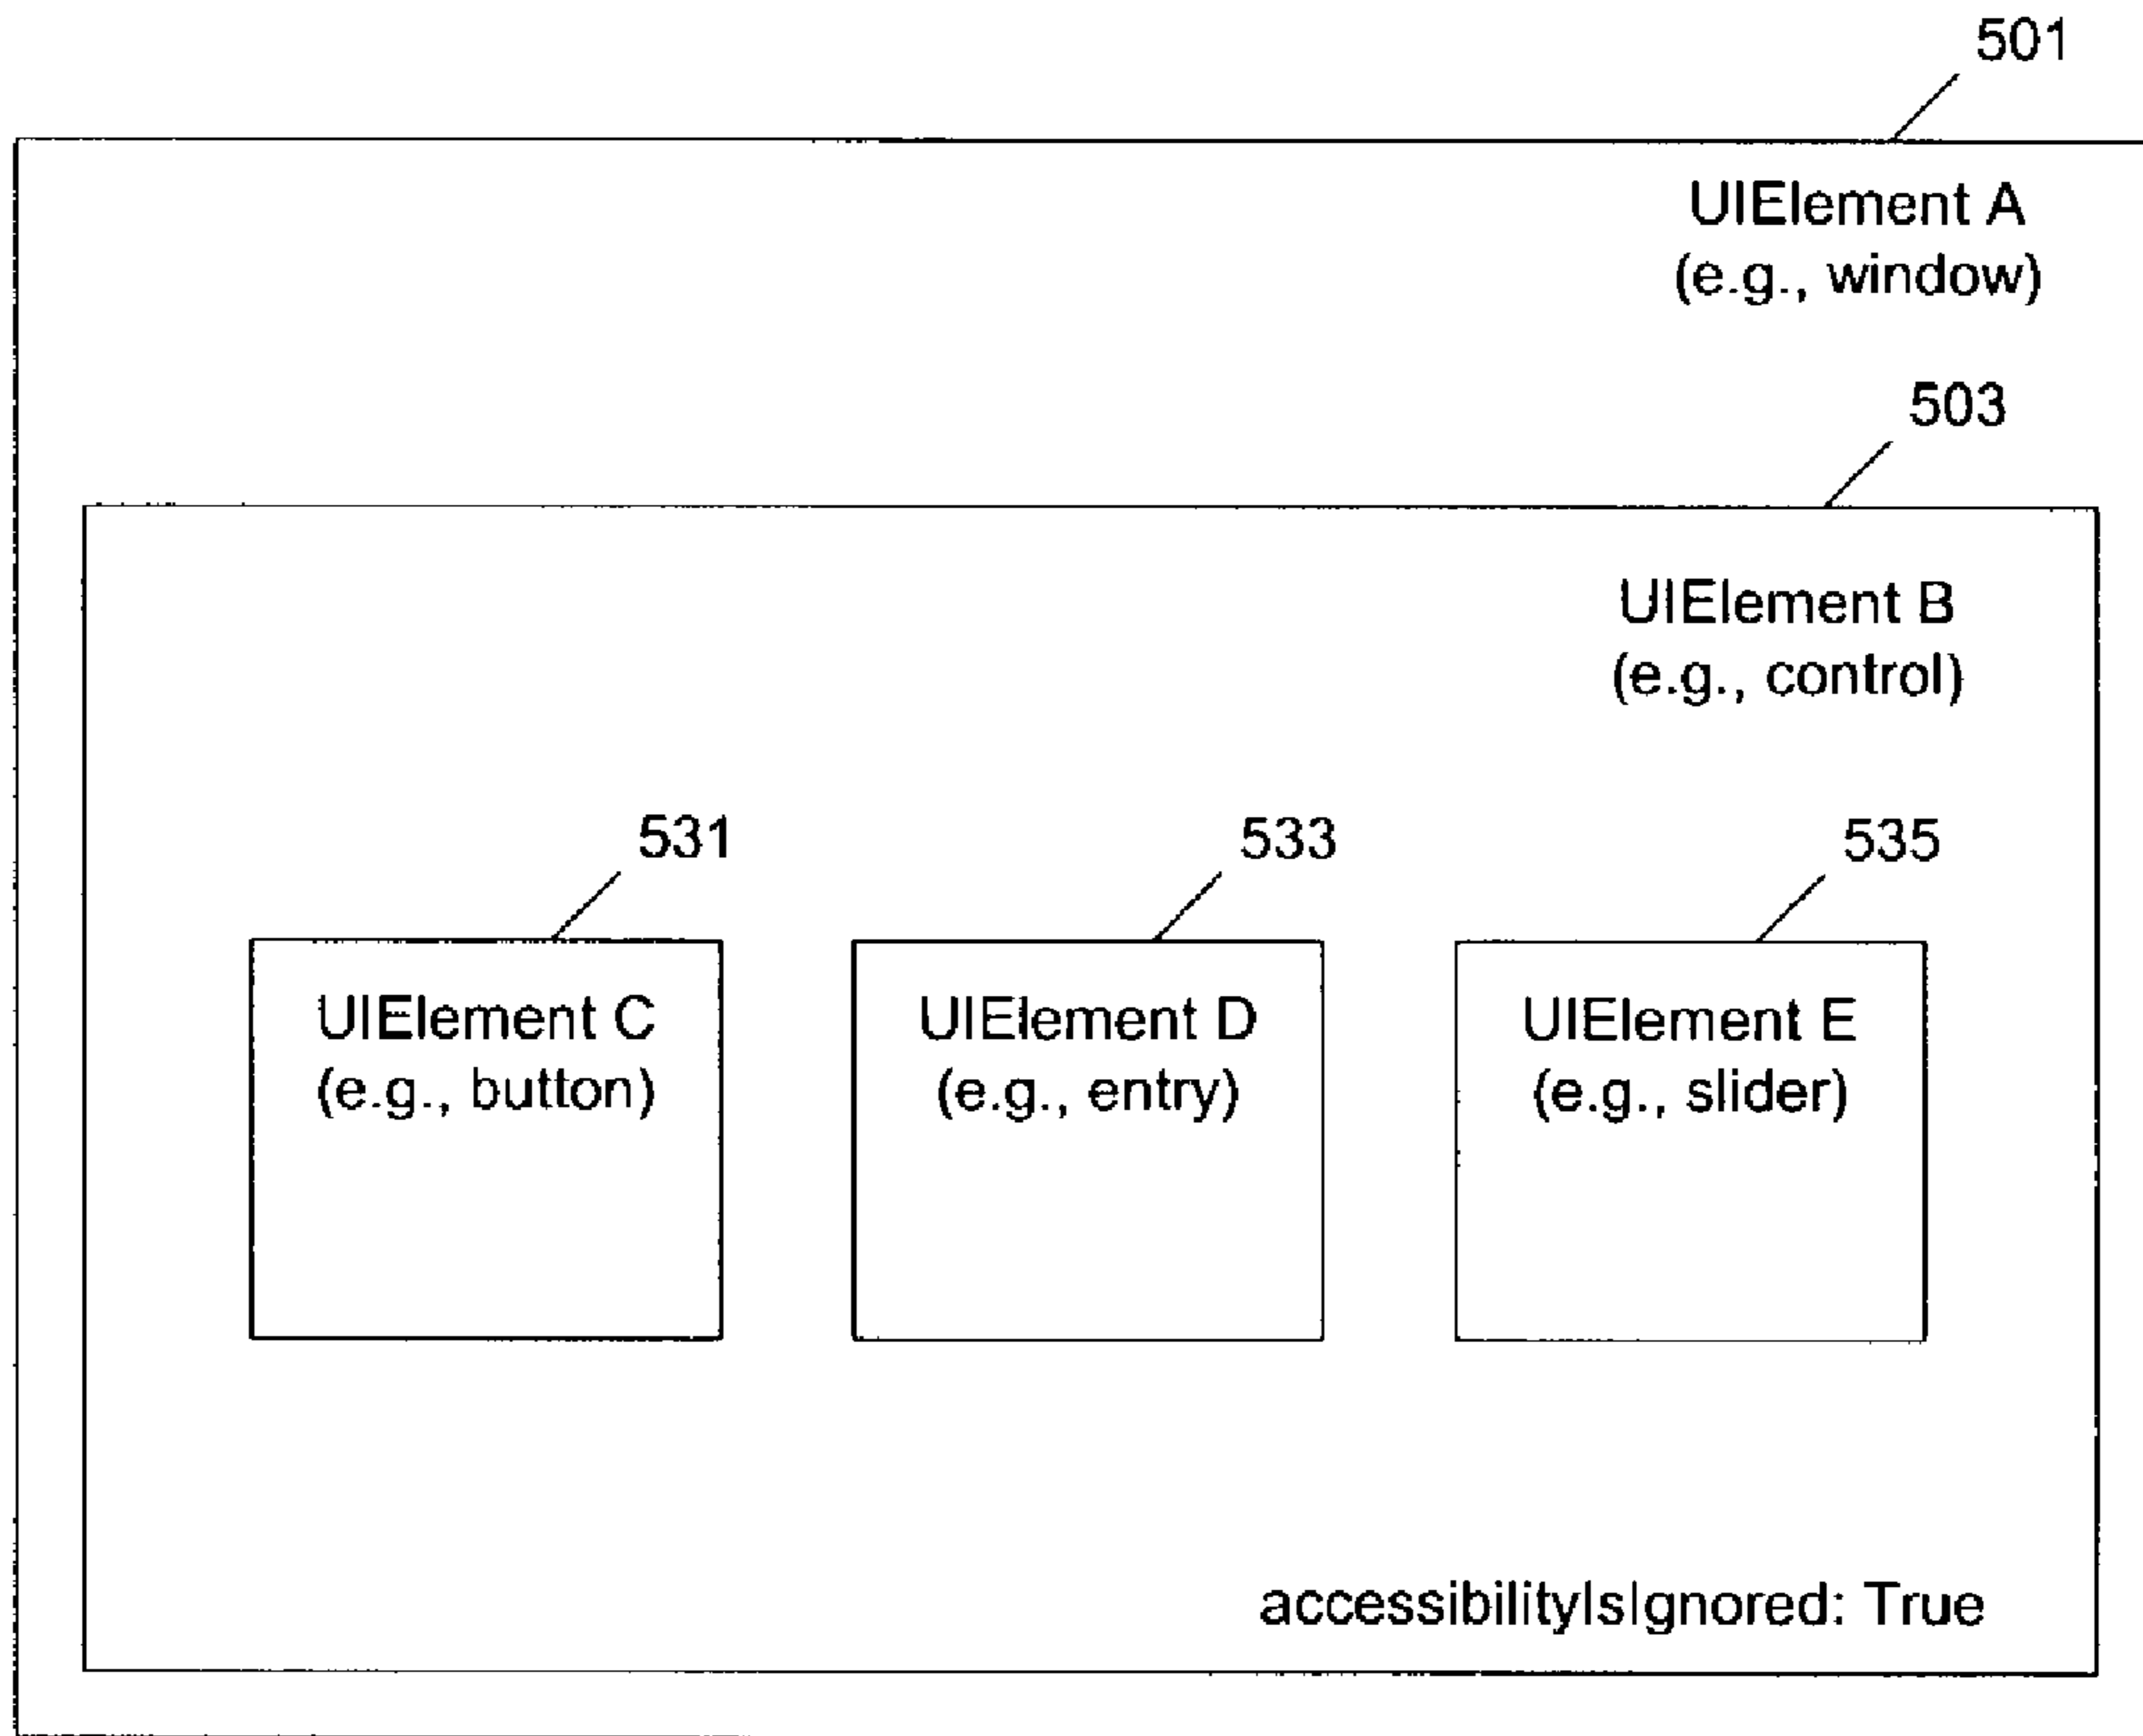 501
UIElement A
(e.g., window)
503
UIElement B
(e.g., control)
531
533
535
UIElement C
(e.g., button)
UIElement D
(e.g., entry)
UIElement E
(e.g., slider)
accessibilityIsIgnored: True